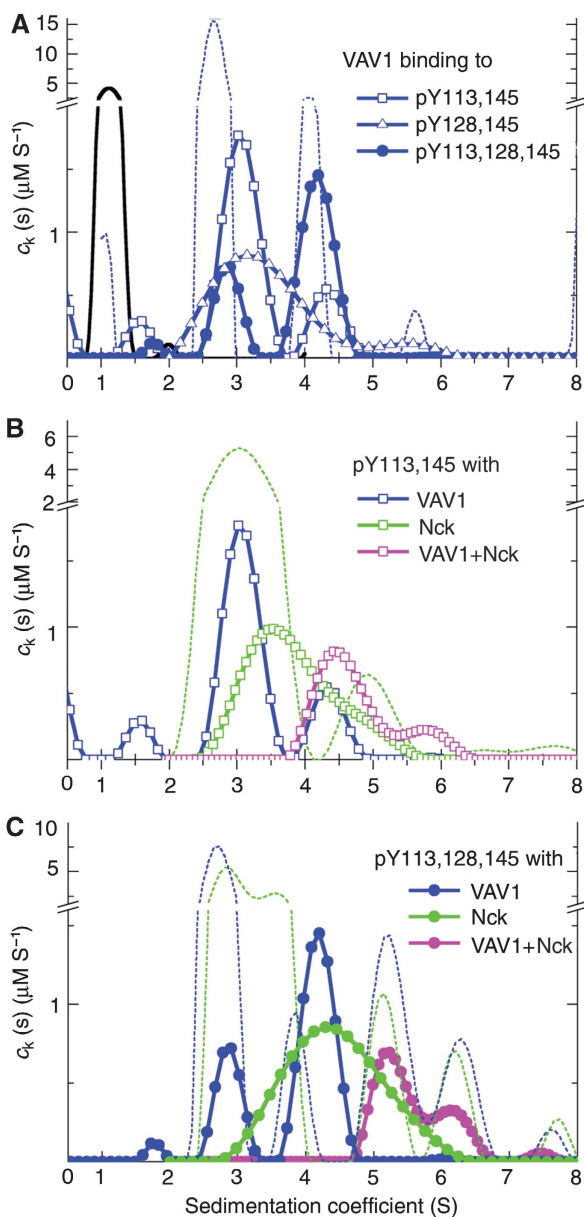 A
15
10
5
1
c_k (s) (μM S⁻¹)
VAV1 binding to
pY113,145
pY128,145
pY113,128,145
0 1 2 3 4 5 6 7 8
B
6
4
2
1
c_k (s) (μM S⁻¹)
pY113,145 with
VAV1
Nck
VAV1+Nck
0 1 2 3 4 5 6 7 8
C
10
5
1
c_k (s) (μM S⁻¹)
pY113,128,145 with
VAV1
Nck
VAV1+Nck
0 1 2 3 4 5 6 7 8
Sedimentation coefficient (S)